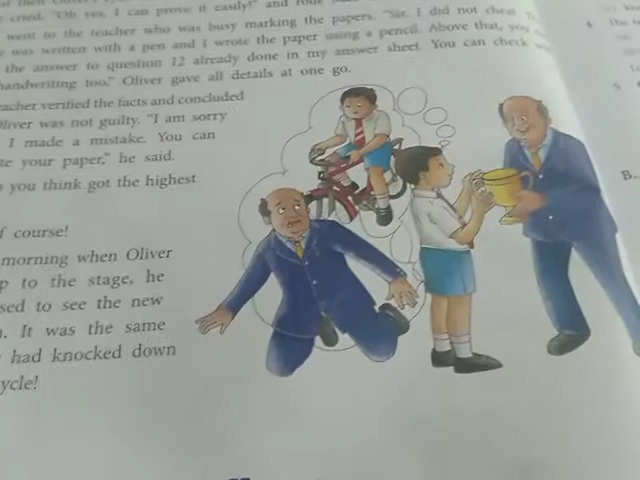 cried. "Oh yes, I can prove it easily!" and
went to the teacher who was busy marking the papers. "Sir, I did not cheat.
was written with a pen and I wrote the paper using a pencil. Above that, you
the answer to question 12 already done in my answer sheet. You can check
handwriting too," Oliver gave all details at one go.
eacher verified the facts and concluded
Oliver was not guilty. "I am sorry
I made a mistake. You can
te your paper," he said.
you think got the highest
f course!
morning when Oliver
p to the stage, he
sed to see the new
. It was the same
had knocked down
ycle!
B.